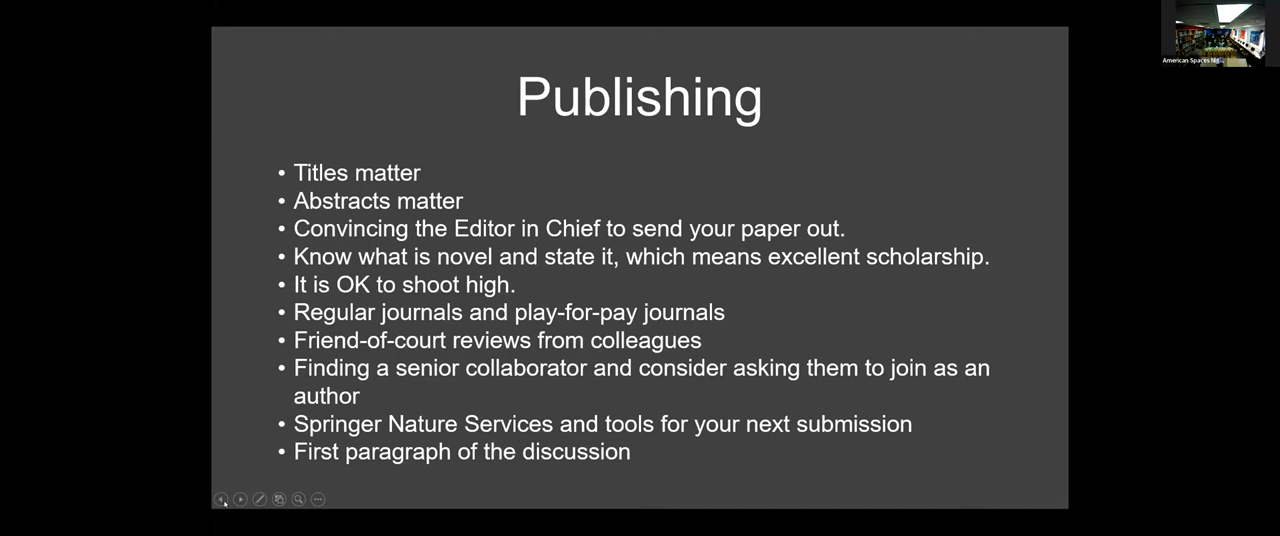 American Spaces Nig...
Publishing
• Titles matter
• Abstracts matter
• Convincing the Editor in Chief to send your paper out.
• Know what is novel and state it, which means excellent scholarship.
• It is OK to shoot high.
• Regular journals and play-for-pay journals
• Friend-of-court reviews from colleagues
• Finding a senior collaborator and consider asking them to join as an
author
• Springer Nature Services and tools for your next submission
• First paragraph of the discussion